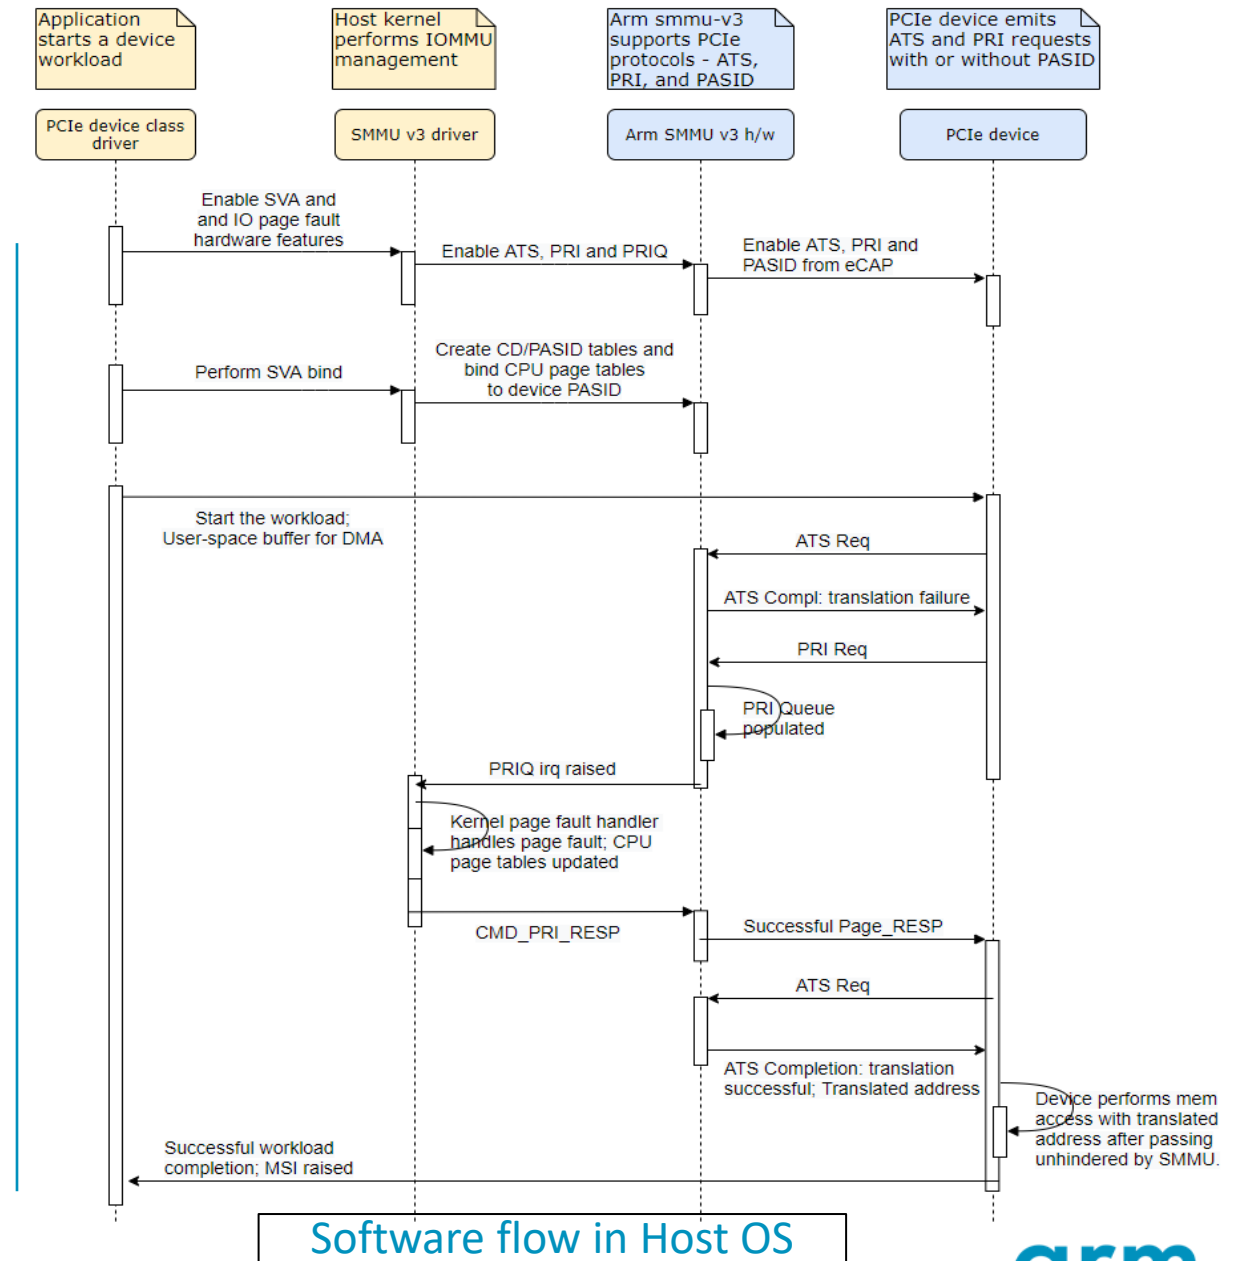 Application
starts a device
workload
Host kernel
performs IOMMU
management
Arm smmu-v3
supports PCIe
protocols - ATS,
PRI, and PASID
PCIe device emits
ATS and PRI requests
with or without PASID
PCIe device class
driver
SMMU v3 driver
Arm SMMU v3 h/w
PCIe device
Enable SVA and
and IO page fault
hardware features
Enable ATS, PRI and PRIQ
Enable ATS, PRI and
PASID from eCAP
Perform SVA bind
Create CD/PASID tables and
bind CPU page tables
to device PASID
Start the workload;
User-space buffer for DMA
ATS Req
ATS Compl: translation failure
PRI Req
PRI Queue
populated
PRIQ irq raised
Kernel page fault handler
handles page fault; CPU
page tables updated
CMD_PRI_RESP
Successful Page_RESP
ATS Req
ATS Completion: translation
successful; Translated address
Device performs mem
access with translated
address after passing
unhindered by SMMU.
Successful workload
completion; MSI raised
Software flow in Host OS
arm